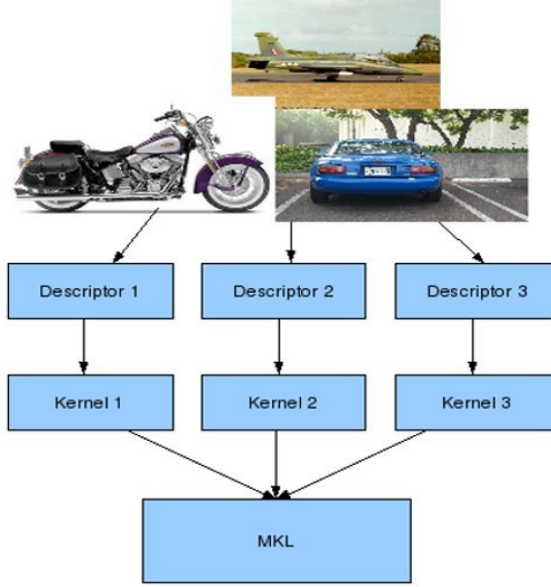 Descriptor 1
Descriptor 2
Descriptor 3
Kernel 1
Kernel 2
Kernel 3
MKL